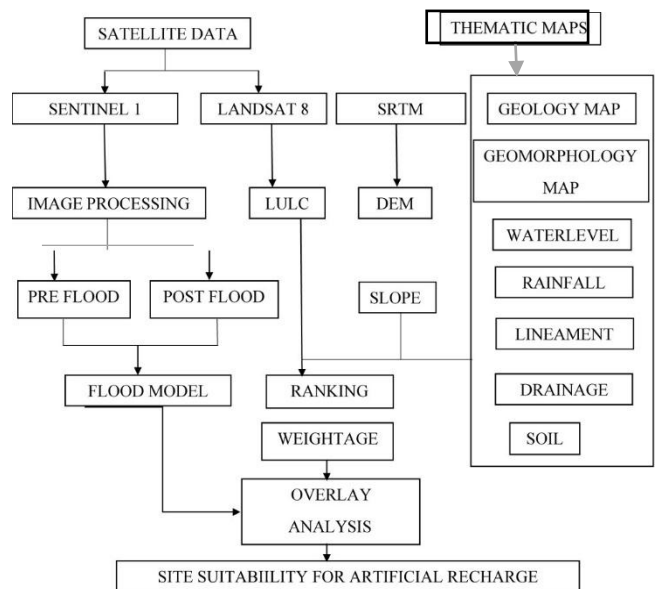 SATELLITE DATA
THEMATIC MAPS
SENTINEL 1
LANDSAT 8
SRTM
GEOLOGY MAP
GEOMORPHOLOGY
MAP
IMAGE PROCESSING
LULC
DEM
WATERLEVEL
RAINFALL
PRE FLOOD
POST FLOOD
SLOPE
LINEAMENT
FLOOD MODEL
RANKING
DRAINAGE
WEIGHTAGE
SOIL
OVERLAY
ANALYSIS
SITE SUITABIILITY FOR ARTIFICIAL RECHARGE